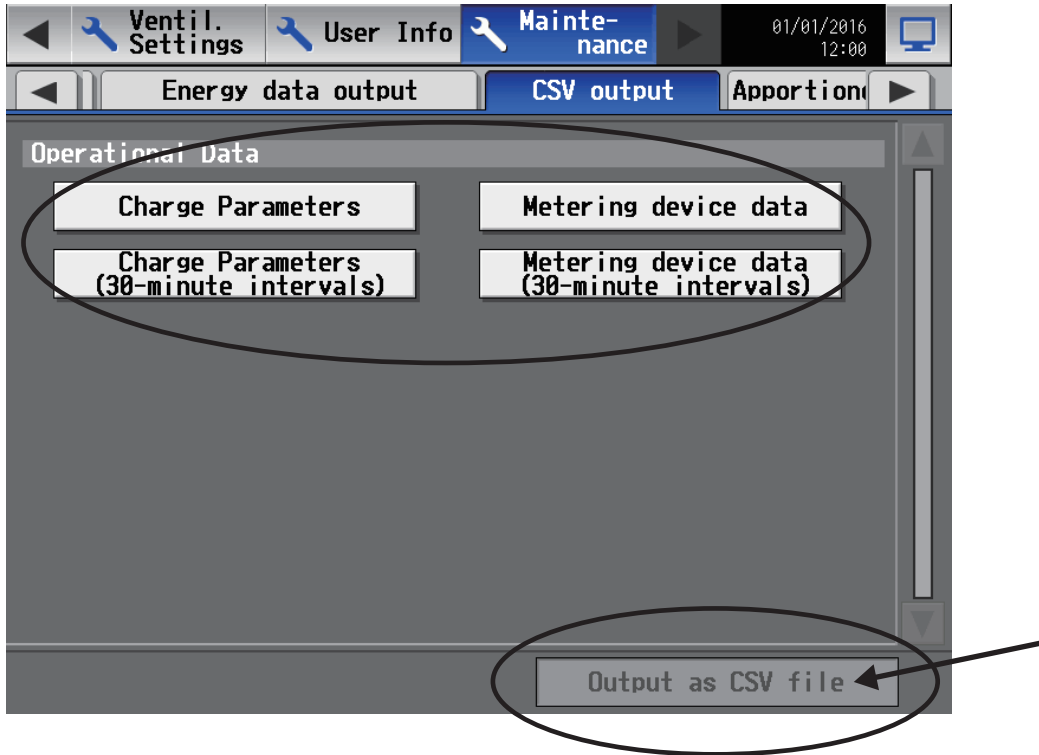 Ventil.
Settings
User Info
Mainte-
nance
01/01/2016
12:00
Energy data output
CSV output
Apportion
Operational Data
Charge Parameters
Metering device data
Charge Parameters
(30-minute intervals)
Metering device data
(30-minute intervals)
Output as CSV file